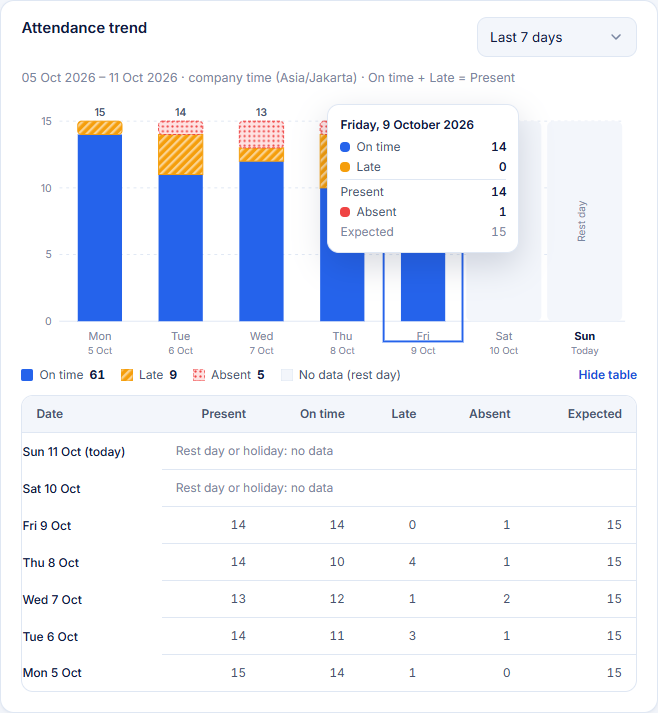 Attendance trend
Last 7 days
05 Oct 2026 – 11 Oct 2026 · company time (Asia/Jakarta) · On time + Late = Present
15 14 13
15
10
5
0
Friday, 9 October 2026
On time 14
Late 0
Present 14
Absent 1
Expected 15
Rest day
Mon Tue Wed Thu Fri Sat Sun
5 Oct 6 Oct 7 Oct 8 Oct 9 Oct 10 Oct Today
On time 61 Late 9 Absent 5 No data (rest day) Hide table
Date Present On time Late Absent Expected
Sun 11 Oct (today) Rest day or holiday: no data
Sat 10 Oct Rest day or holiday: no data
Fri 9 Oct 14 14 0 1 15
Thu 8 Oct 14 10 4 1 15
Wed 7 Oct 13 12 1 2 15
Tue 6 Oct 14 11 3 1 15
Mon 5 Oct 15 14 1 0 15